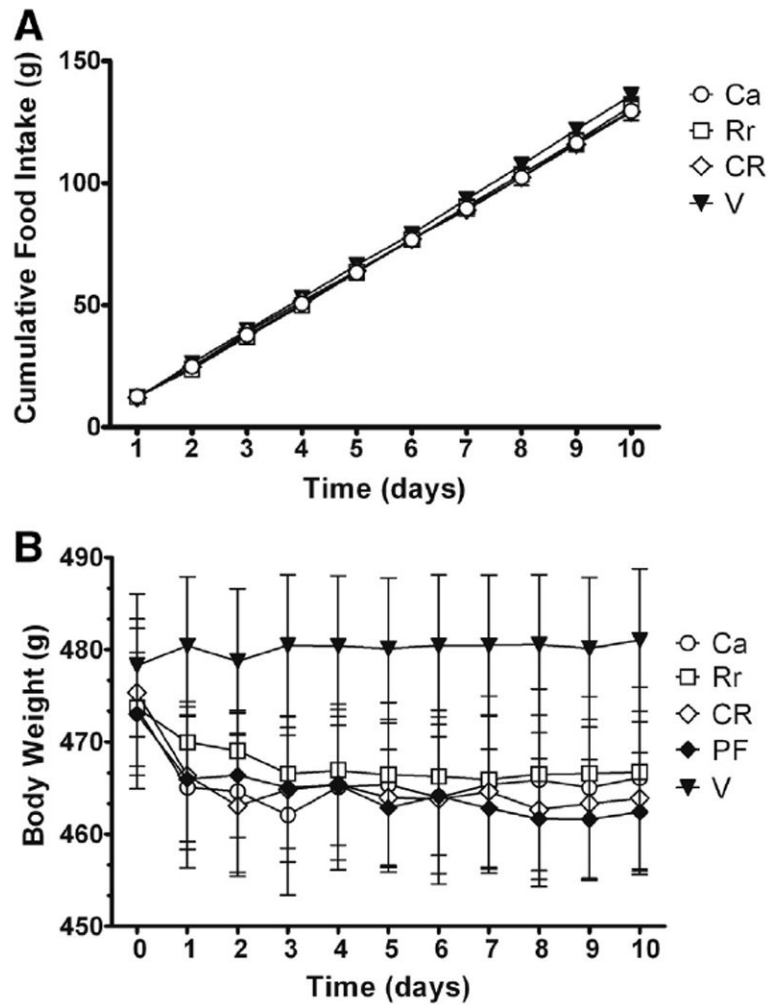 A
Cumulative Food Intake (g)
150
100
50
0
1 2 3 4 5 6 7 8 9 10
Time (days)
Ca
Rr
CR
V
B
Body Weight (g)
490
480
470
460
450
0 1 2 3 4 5 6 7 8 9 10
Time (days)
Ca
Rr
CR
PF
V